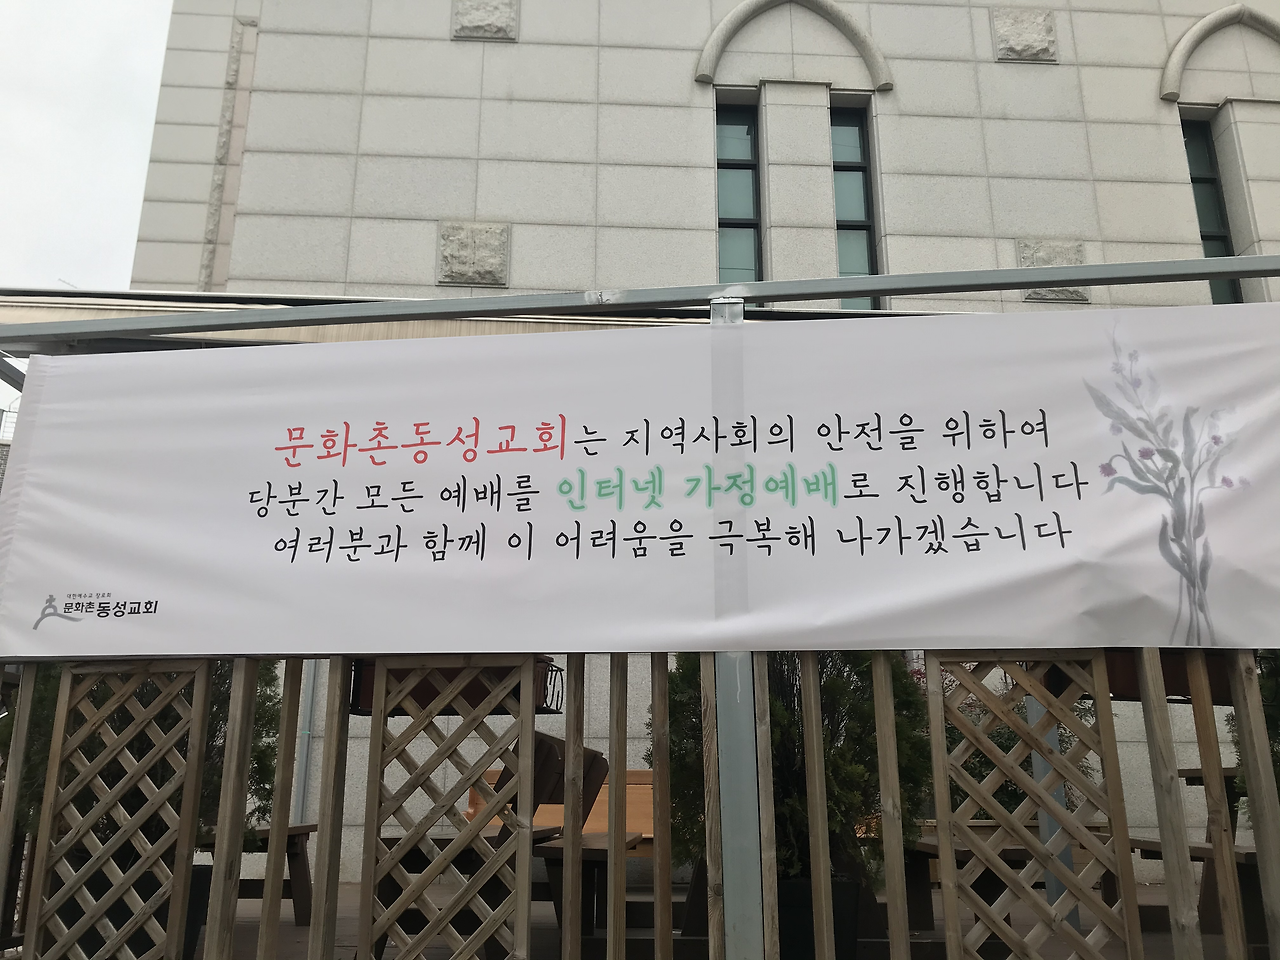 문화촌동성교회는 지역사회의 안전을 위하여
당분간 모든 예배를 인터넷 가정예배로 진행합니다
여러분과 함께 이 어려움을 극복해 나가겠습니다
대한예수교 장로회
문화촌동성교회